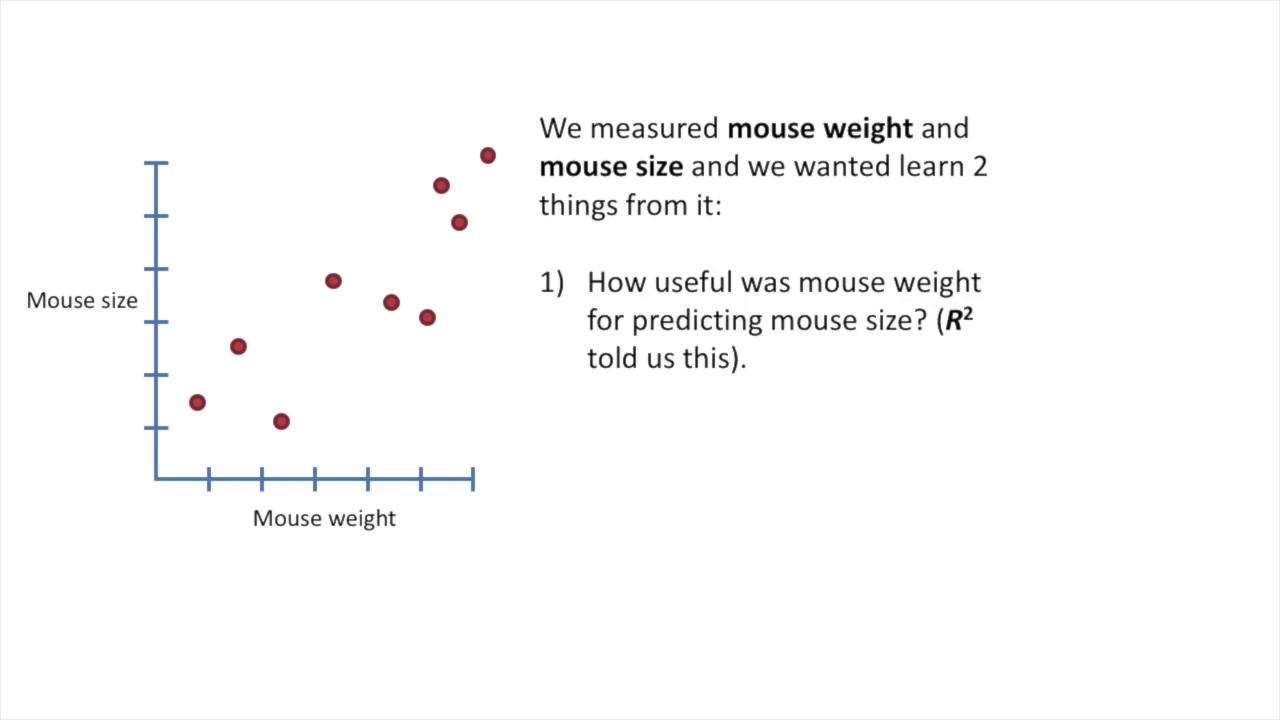 We measured mouse weight and
mouse size and we wanted learn 2
things from it:
1) How useful was mouse weight
for predicting mouse size? (R²
told us this).
Mouse size
Mouse weight